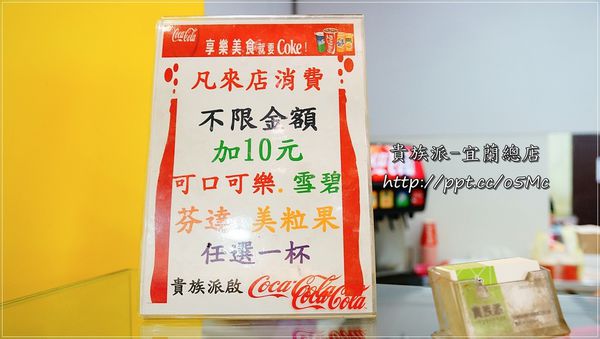 Coca-Cola
享樂美食就要Coke!
凡來店消費
不限金額
加10元
可口可樂.雪碧
芬達 美粒果
任選一杯
貴族派啟
Coca-Cola
Coca-Cola
貴族派-宜蘭總店
http://ppt.cc/o5Mc
貴族派